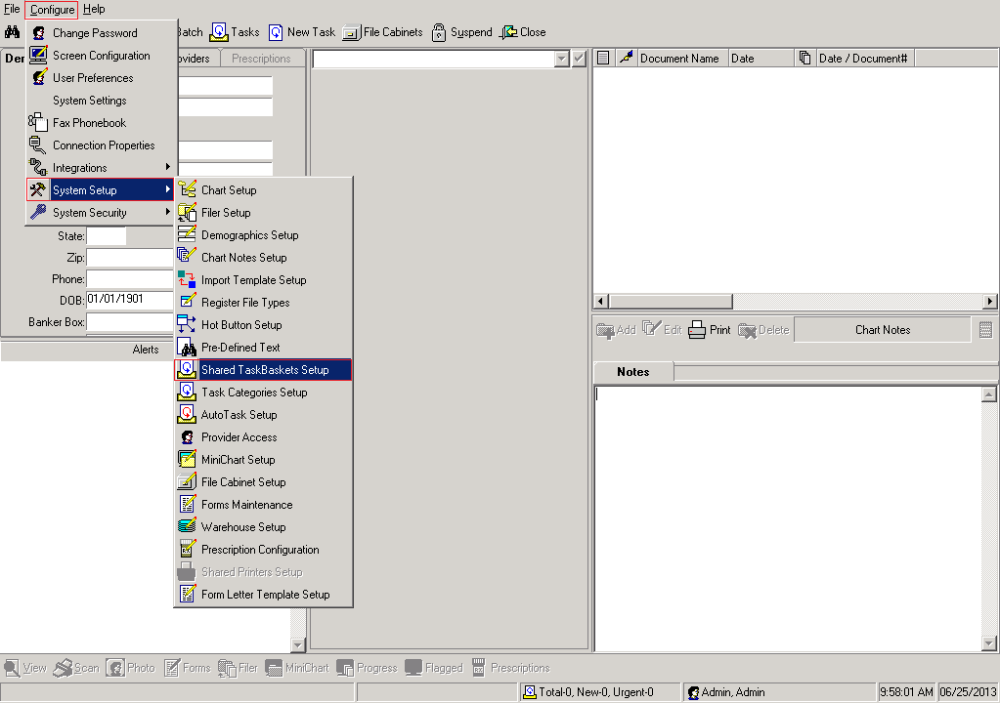 File Configure Help
Batch Tasks New Task File Cabinets Suspend Close
Change Password
Screen Configuration
User Preferences
System Settings
Fax Phonebook
Connection Properties
Integrations
System Setup
System Security
Der
oviders Prescriptions
Document Name Date Date / Document#
Chart Setup
Filer Setup
Demographics Setup
Chart Notes Setup
Import Template Setup
Register File Types
Hot Button Setup
Pre-Defined Text
Shared TaskBaskets Setup
Task Categories Setup
AutoTask Setup
Provider Access
MiniChart Setup
File Cabinet Setup
Forms Maintenance
Warehouse Setup
Prescription Configuration
Shared Printers Setup
Form Letter Template Setup
State:
Zip:
Phone:
DOB: 01/01/1901
Banker Box:
Alerts
Add Edit Print Delete Chart Notes
Notes
View Scan Photo Forms Filer MiniChart Progress Flagged Prescriptions
Total-0, New-0, Urgent-0 Admin, Admin 9:58:01 AM 06/25/2013